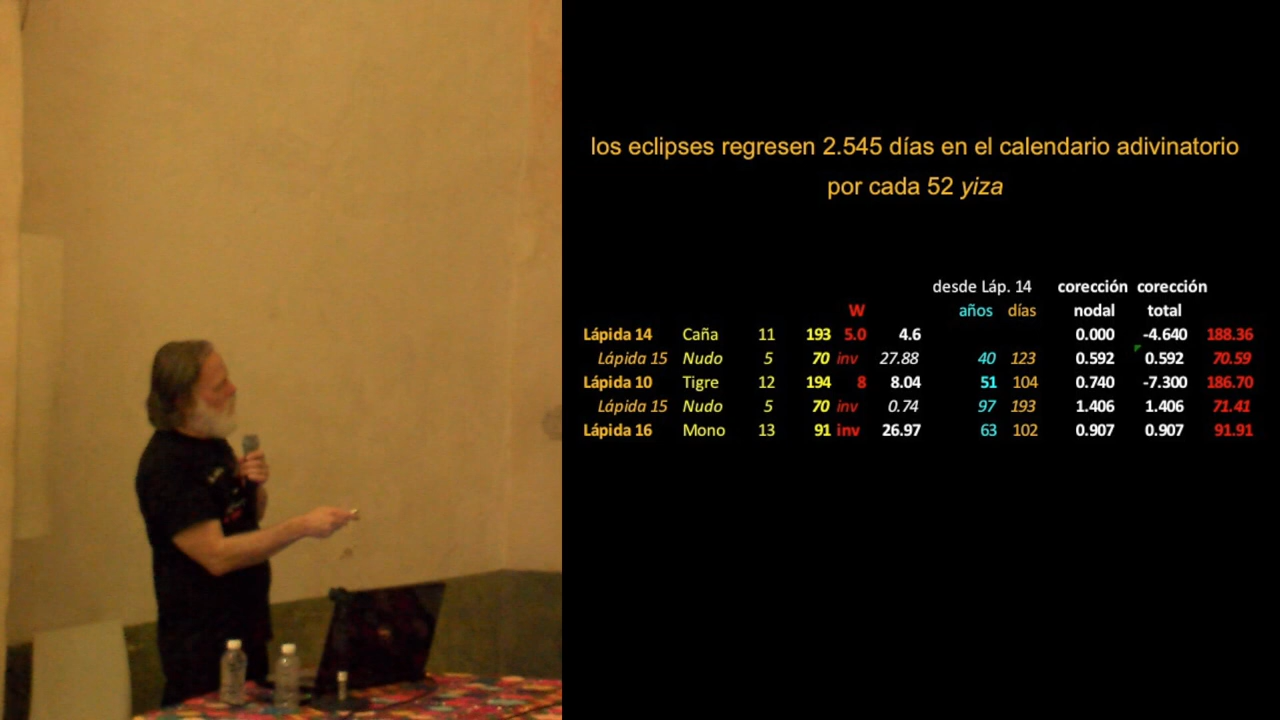 los eclipses regresen 2.545 días en el calendario adivinatorio
por cada 52 yiza
desde Láp. 14 corección corección
W años días nodal total
Lápida 14 Caña 11 193 5.0 4.6 0.000 -4.640 188.36
Lápida 15 Nudo 5 70 inv 27.88 40 123 0.592 0.592 70.59
Lápida 10 Tigre 12 194 8 8.04 51 104 0.740 -7.300 186.70
Lápida 15 Nudo 5 70 inv 0.74 97 193 1.406 1.406 71.41
Lápida 16 Mono 13 91 inv 26.97 63 102 0.907 0.907 91.91